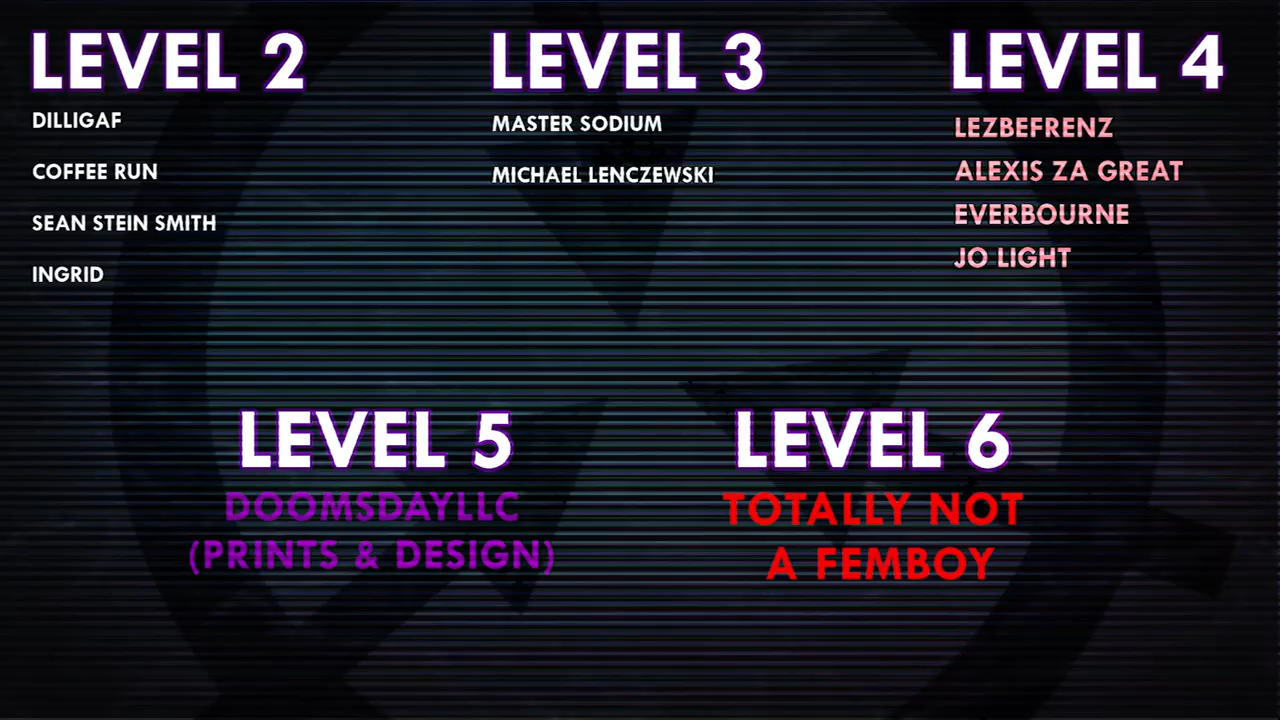 LEVEL 2
DILLIGAF
COFFEE RUN
SEAN STEIN SMITH
INGRID
LEVEL 3
MASTER SODIUM
MICHAEL LENCZEWSKI
LEVEL 4
LEZBEFRENZ
ALEXIS ZA GREAT
EVERBOURNE
JO LIGHT
LEVEL 5
DOOMSDAYLLC
(PRINTS & DESIGN)
LEVEL 6
TOTALLY NOT
A FEMBOY